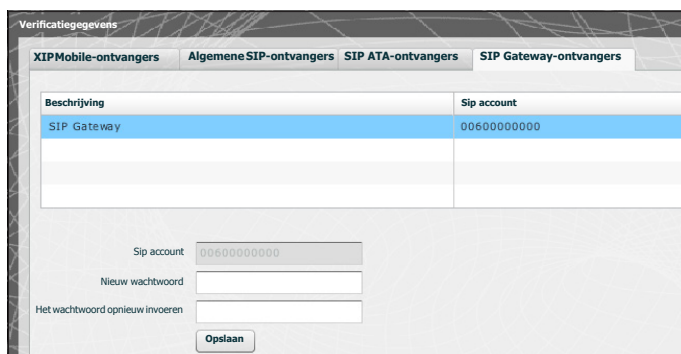 Verificatiegegevens
XIPMobile-ontvangers Algemene SIP-ontvangers SIP ATA-ontvangers SIP Gateway-ontvangers
Beschrijving Sip account
SIP Gateway 00600000000
Sip account 00600000000
Nieuw wachtwoord
Het wachtwoord opnieuw invoeren
Opslaan